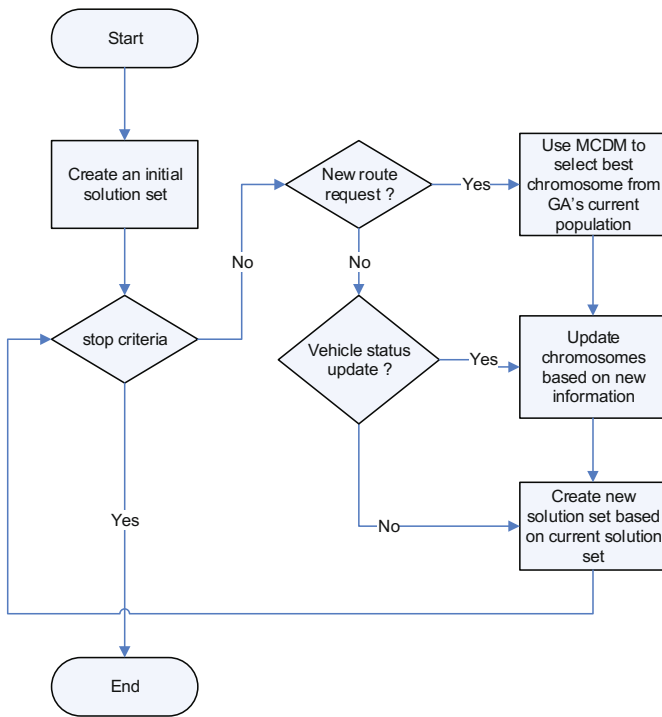 Start
Create an initial
solution set
stop criteria
Yes
End
No
New route
request ?
Yes
No
Use MCDM to
select best
chromosome from
GA's current
population
Vehicle status
update ?
Yes
No
Update
chromosomes
based on new
information
Create new
solution set based
on current solution
set